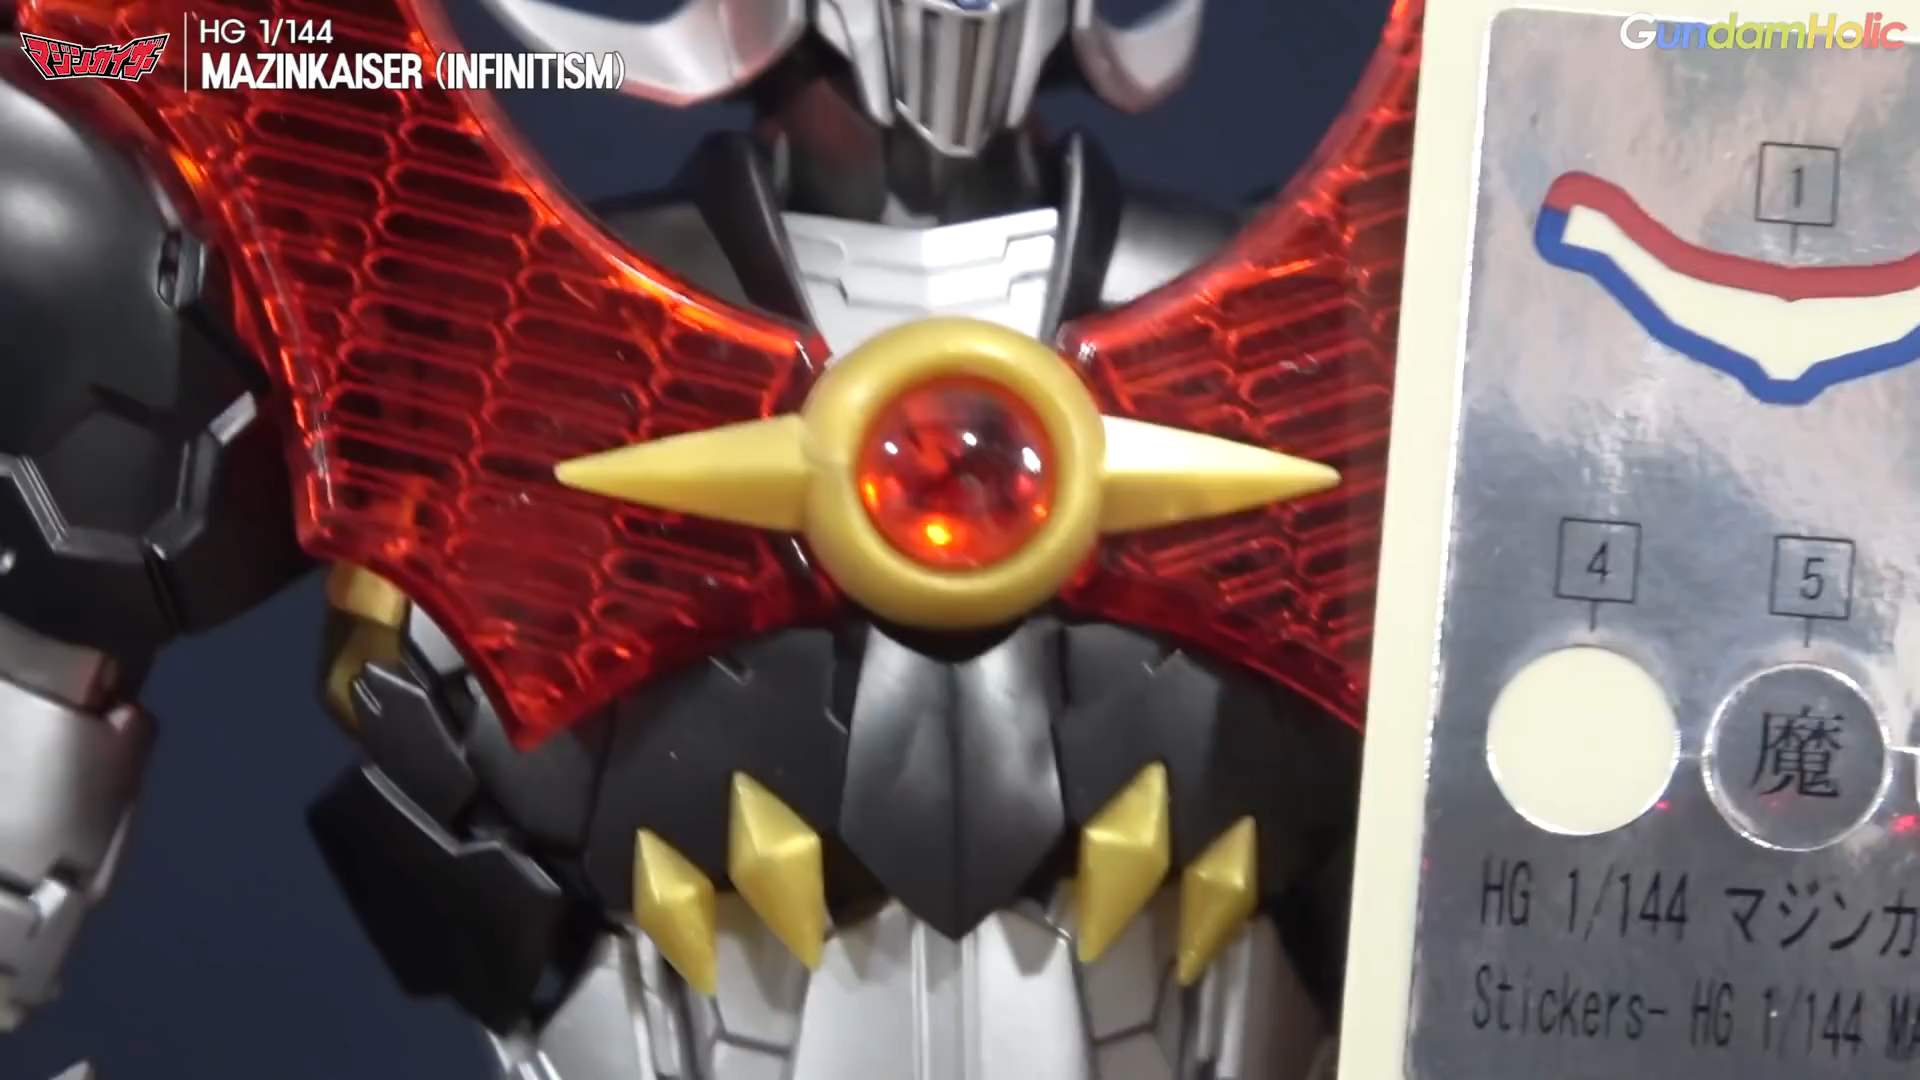 マジンカイザー
HG 1/144
MAZINKAISER (INFINITISM)
GundamHolic
1
4
5
魔
HG 1/144 マジンカ
Stickers- HG 1/144 MA